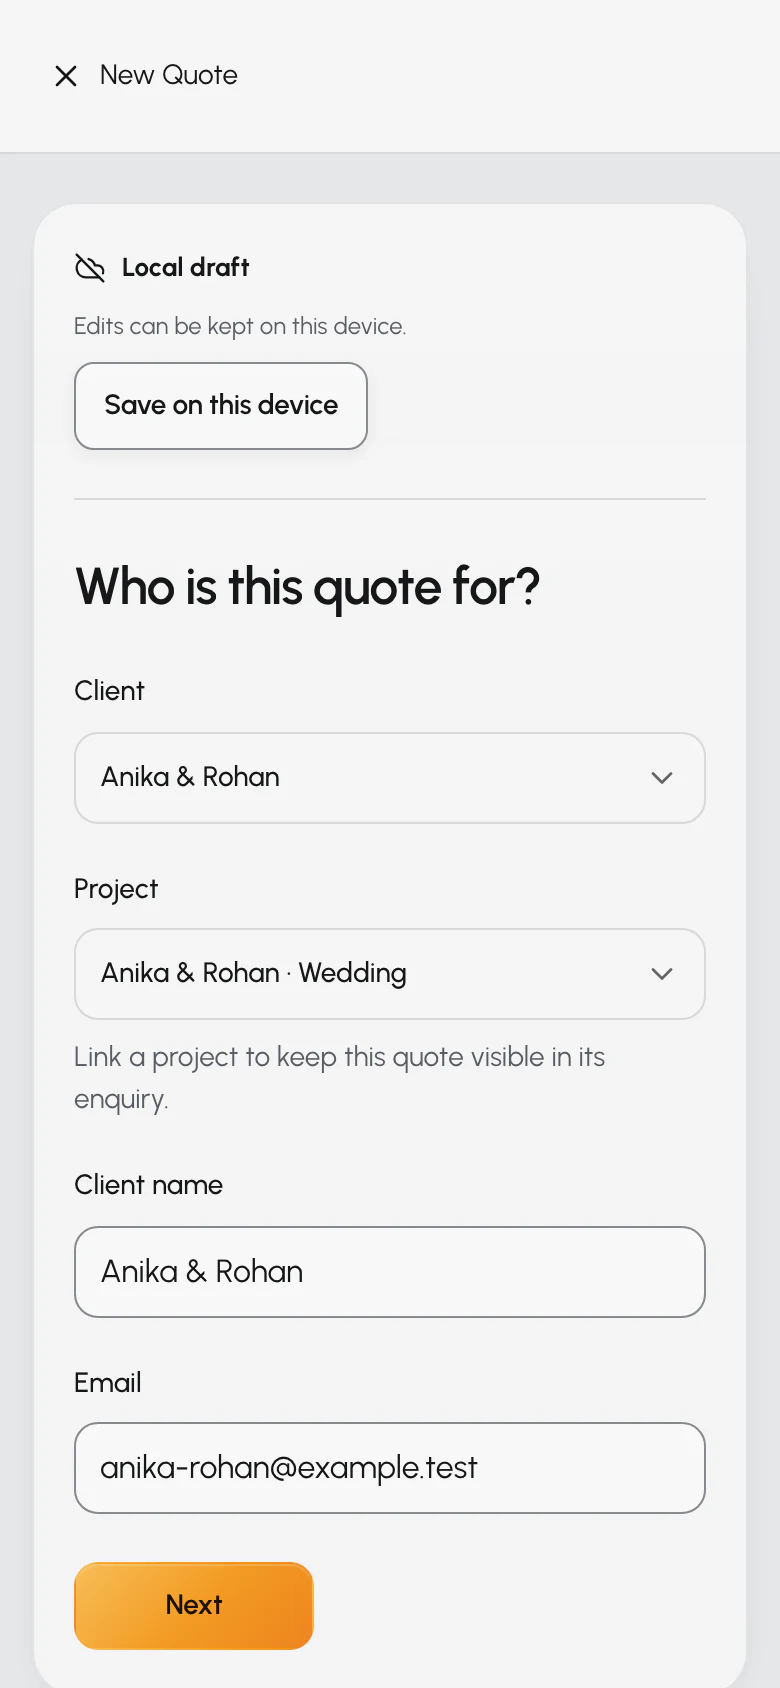 New Quote
Local draft
Edits can be kept on this device.
Save on this device
Who is this quote for?
Client
Anika & Rohan
Project
Anika & Rohan · Wedding
Link a project to keep this quote visible in its
enquiry.
Client name
Anika & Rohan
Email
anika-rohan@example.test
Next